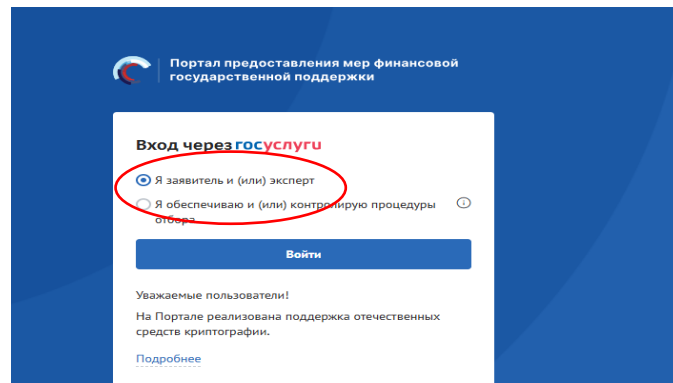 Портал предоставления мер финансовой
государственной поддержки
Вход через госуслуги
Я заявитель и (или) эксперт
Я обеспечиваю и (или) контролирую процедуры
отбора
Войти
Уважаемые пользователи!
На Портале реализована поддержка отечественных
средств криптографии.
Подробнее